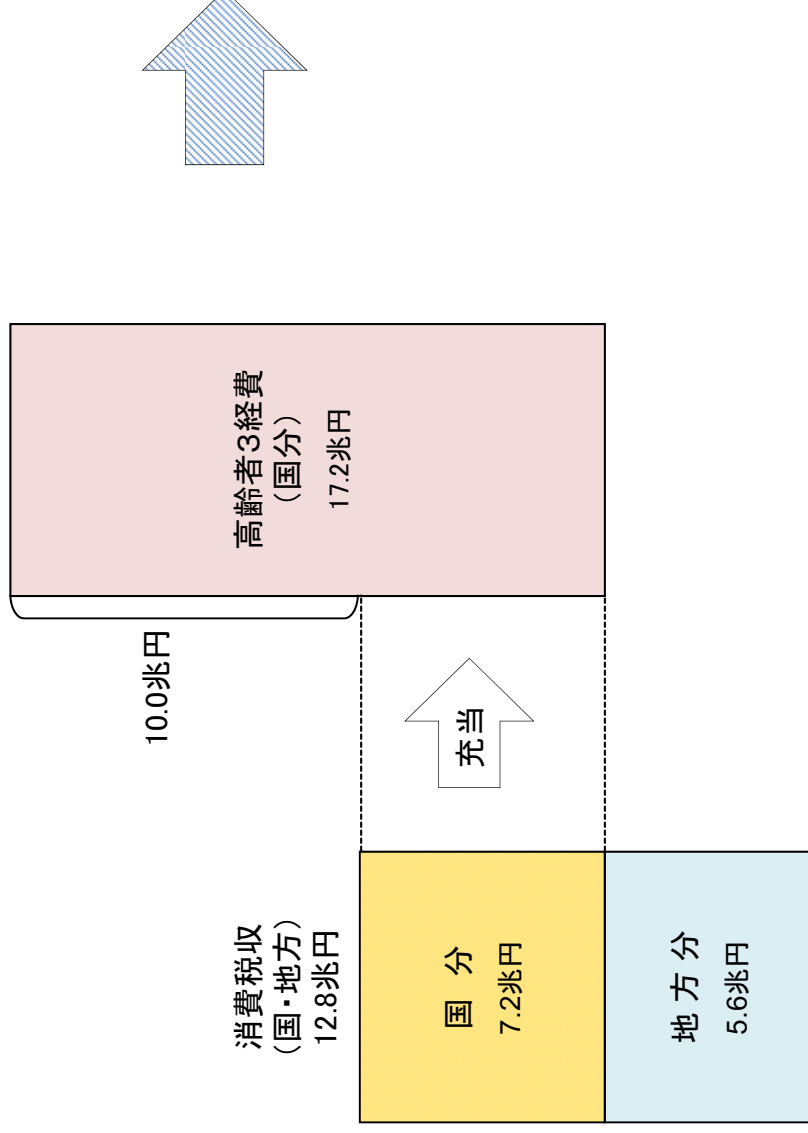 消費税収
(国・地方)
12.8兆円
国 分
7.2兆円
地 方 分
5.6兆円
充当
10.0兆円
高齢者3経費
(国分)
17.2兆円